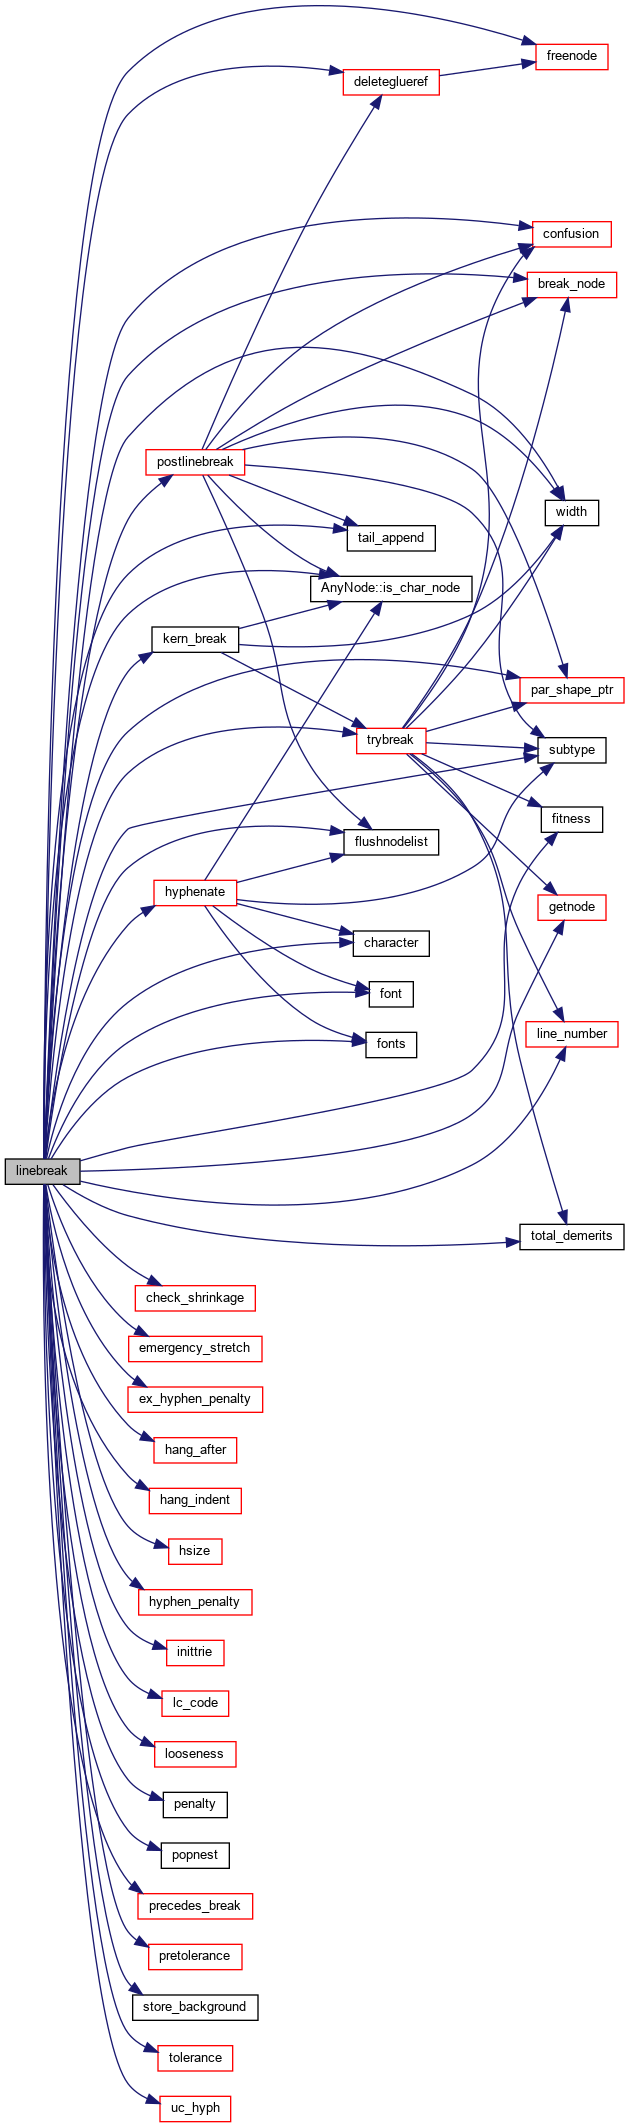 freenode
deleteglueref
confusion
break_node
postlinebreak
width
tail_append
AnyNode::is_char_node
kern_break
par_shape_ptr
trybreak
subtype
fitness
flushnodelist
hyphenate
getnode
character
font
line_number
fonts
linebreak
total_demerits
check_shrinkage
emergency_stretch
ex_hyphen_penalty
hang_after
hang_indent
hsize
hyphen_penalty
inittrie
lc_code
looseness
penalty
popnest
precedes_break
pretolerance
store_background
tolerance
uc_hyph